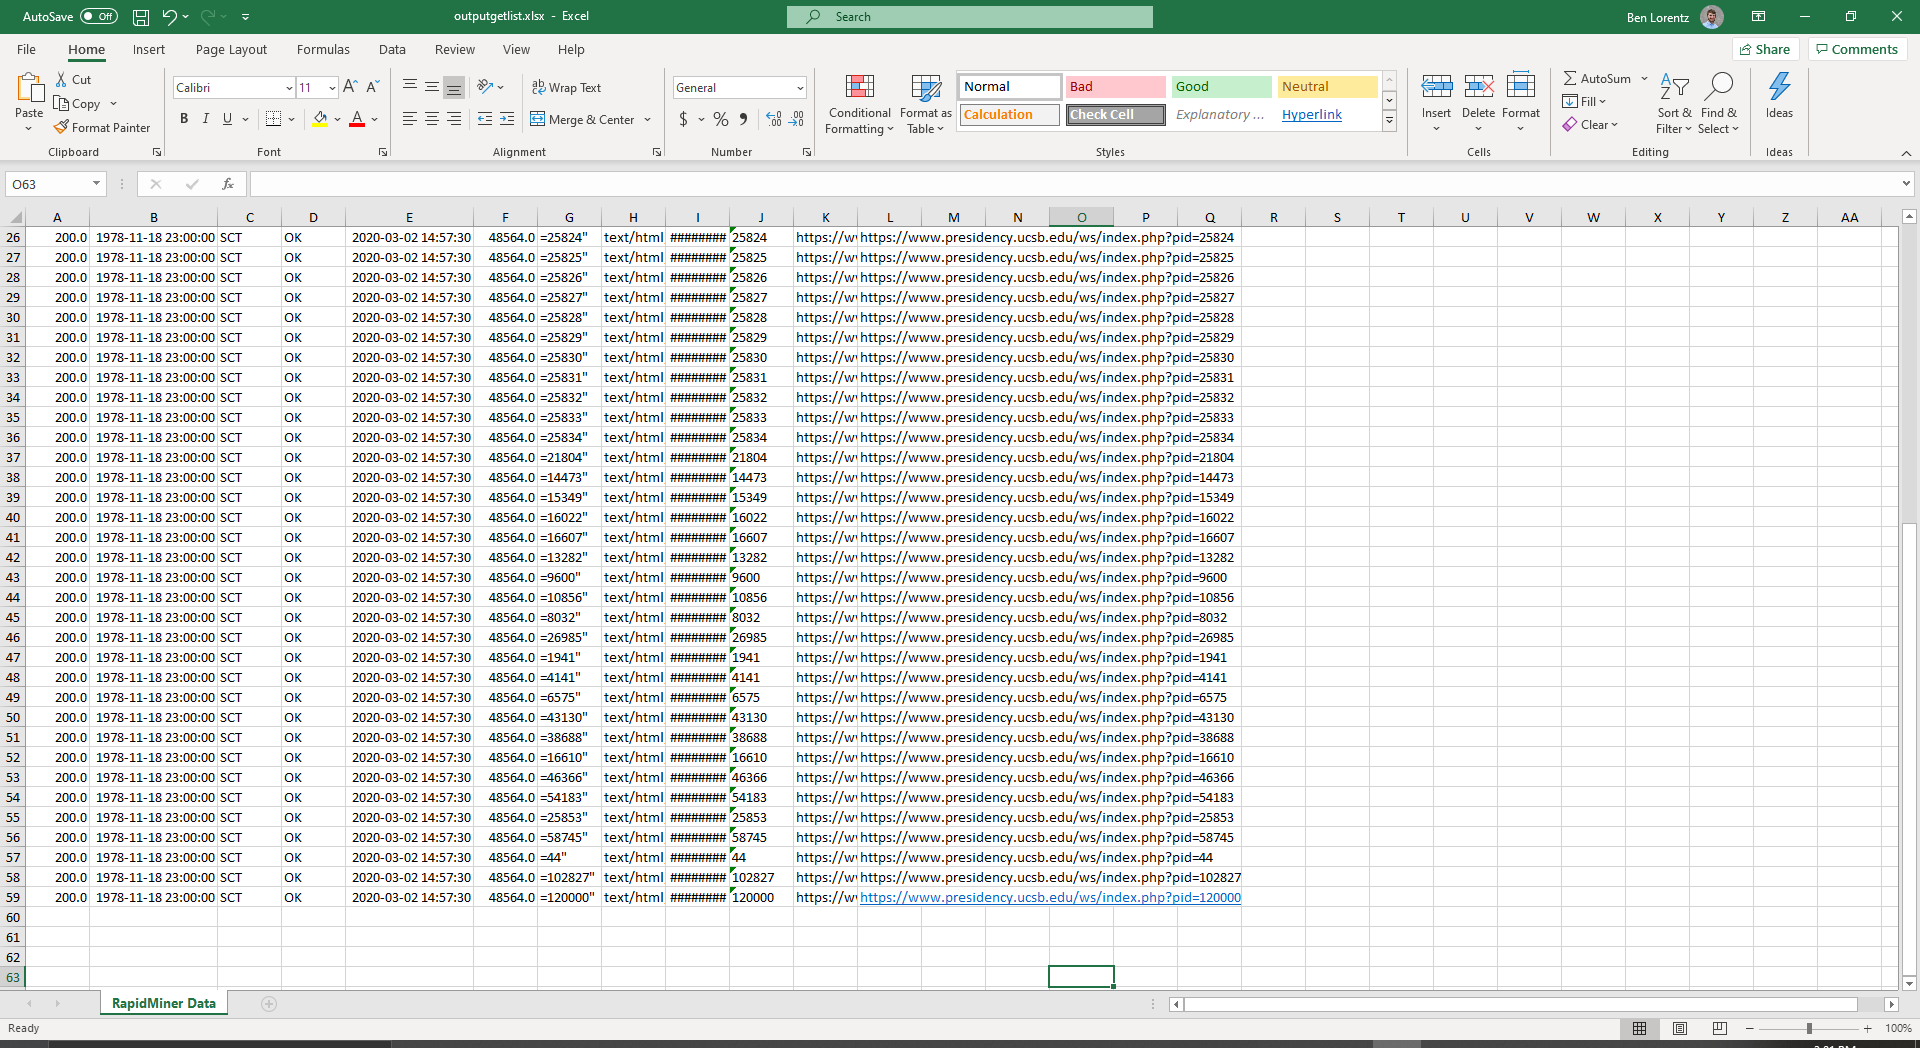 AutoSave Off outputgetlist.xlsx - Excel Search Ben Lorentz
File Home Insert Page Layout Formulas Data Review View Help Share Comments
Paste Cut Copy Format Painter Clipboard
Calibri 11 A A B I U A Font
Wrap Text Merge & Center Alignment
General $ % Number
Conditional Formatting Format as Table Normal Bad Good Neutral Calculation Check Cell Explanatory ... Hyperlink Styles
Insert Delete Format Cells
AutoSum Fill Clear Sort & Filter Find & Select Editing
Ideas Ideas
O63 fx
A B C D E F G H I J K L M N O P Q R S T U V W X Y Z AA
26 200.0 1978-11-18 23:00:00 SCT OK 2020-03-02 14:57:30 48564.0 =25824" text/html ######## 25824 https://w https://www.presidency.ucsb.edu/ws/index.php?pid=25824
27 200.0 1978-11-18 23:00:00 SCT OK 2020-03-02 14:57:30 48564.0 =25825" text/html ######## 25825 https://w https://www.presidency.ucsb.edu/ws/index.php?pid=25825
28 200.0 1978-11-18 23:00:00 SCT OK 2020-03-02 14:57:30 48564.0 =25826" text/html ######## 25826 https://w https://www.presidency.ucsb.edu/ws/index.php?pid=25826
29 200.0 1978-11-18 23:00:00 SCT OK 2020-03-02 14:57:30 48564.0 =25827" text/html ######## 25827 https://w https://www.presidency.ucsb.edu/ws/index.php?pid=25827
30 200.0 1978-11-18 23:00:00 SCT OK 2020-03-02 14:57:30 48564.0 =25828" text/html ######## 25828 https://w https://www.presidency.ucsb.edu/ws/index.php?pid=25828
31 200.0 1978-11-18 23:00:00 SCT OK 2020-03-02 14:57:30 48564.0 =25829" text/html ######## 25829 https://w https://www.presidency.ucsb.edu/ws/index.php?pid=25829
32 200.0 1978-11-18 23:00:00 SCT OK 2020-03-02 14:57:30 48564.0 =25830" text/html ######## 25830 https://w https://www.presidency.ucsb.edu/ws/index.php?pid=25830
33 200.0 1978-11-18 23:00:00 SCT OK 2020-03-02 14:57:30 48564.0 =25831" text/html ######## 25831 https://w https://www.presidency.ucsb.edu/ws/index.php?pid=25831
34 200.0 1978-11-18 23:00:00 SCT OK 2020-03-02 14:57:30 48564.0 =25832" text/html ######## 25832 https://w https://www.presidency.ucsb.edu/ws/index.php?pid=25832
35 200.0 1978-11-18 23:00:00 SCT OK 2020-03-02 14:57:30 48564.0 =25833" text/html ######## 25833 https://w https://www.presidency.ucsb.edu/ws/index.php?pid=25833
36 200.0 1978-11-18 23:00:00 SCT OK 2020-03-02 14:57:30 48564.0 =25834" text/html ######## 25834 https://w https://www.presidency.ucsb.edu/ws/index.php?pid=25834
37 200.0 1978-11-18 23:00:00 SCT OK 2020-03-02 14:57:30 48564.0 =21804" text/html ######## 21804 https://w https://www.presidency.ucsb.edu/ws/index.php?pid=21804
38 200.0 1978-11-18 23:00:00 SCT OK 2020-03-02 14:57:30 48564.0 =14473" text/html ######## 14473 https://w https://www.presidency.ucsb.edu/ws/index.php?pid=14473
39 200.0 1978-11-18 23:00:00 SCT OK 2020-03-02 14:57:30 48564.0 =15349" text/html ######## 15349 https://w https://www.presidency.ucsb.edu/ws/index.php?pid=15349
40 200.0 1978-11-18 23:00:00 SCT OK 2020-03-02 14:57:30 48564.0 =16022" text/html ######## 16022 https://w https://www.presidency.ucsb.edu/ws/index.php?pid=16022
41 200.0 1978-11-18 23:00:00 SCT OK 2020-03-02 14:57:30 48564.0 =16607" text/html ######## 16607 https://w https://www.presidency.ucsb.edu/ws/index.php?pid=16607
42 200.0 1978-11-18 23:00:00 SCT OK 2020-03-02 14:57:30 48564.0 =13282" text/html ######## 13282 https://w https://www.presidency.ucsb.edu/ws/index.php?pid=13282
43 200.0 1978-11-18 23:00:00 SCT OK 2020-03-02 14:57:30 48564.0 =9600" text/html ######## 9600 https://w https://www.presidency.ucsb.edu/ws/index.php?pid=9600
44 200.0 1978-11-18 23:00:00 SCT OK 2020-03-02 14:57:30 48564.0 =10856" text/html ######## 10856 https://w https://www.presidency.ucsb.edu/ws/index.php?pid=10856
45 200.0 1978-11-18 23:00:00 SCT OK 2020-03-02 14:57:30 48564.0 =8032" text/html ######## 8032 https://w https://www.presidency.ucsb.edu/ws/index.php?pid=8032
46 200.0 1978-11-18 23:00:00 SCT OK 2020-03-02 14:57:30 48564.0 =26985" text/html ######## 26985 https://w https://www.presidency.ucsb.edu/ws/index.php?pid=26985
47 200.0 1978-11-18 23:00:00 SCT OK 2020-03-02 14:57:30 48564.0 =1941" text/html ######## 1941 https://w https://www.presidency.ucsb.edu/ws/index.php?pid=1941
48 200.0 1978-11-18 23:00:00 SCT OK 2020-03-02 14:57:30 48564.0 =4141" text/html ######## 4141 https://w https://www.presidency.ucsb.edu/ws/index.php?pid=4141
49 200.0 1978-11-18 23:00:00 SCT OK 2020-03-02 14:57:30 48564.0 =6575" text/html ######## 6575 https://w https://www.presidency.ucsb.edu/ws/index.php?pid=6575
50 200.0 1978-11-18 23:00:00 SCT OK 2020-03-02 14:57:30 48564.0 =43130" text/html ######## 43130 https://w https://www.presidency.ucsb.edu/ws/index.php?pid=43130
51 200.0 1978-11-18 23:00:00 SCT OK 2020-03-02 14:57:30 48564.0 =38688" text/html ######## 38688 https://w https://www.presidency.ucsb.edu/ws/index.php?pid=38688
52 200.0 1978-11-18 23:00:00 SCT OK 2020-03-02 14:57:30 48564.0 =16610" text/html ######## 16610 https://w https://www.presidency.ucsb.edu/ws/index.php?pid=16610
53 200.0 1978-11-18 23:00:00 SCT OK 2020-03-02 14:57:30 48564.0 =46366" text/html ######## 46366 https://w https://www.presidency.ucsb.edu/ws/index.php?pid=46366
54 200.0 1978-11-18 23:00:00 SCT OK 2020-03-02 14:57:30 48564.0 =54183" text/html ######## 54183 https://w https://www.presidency.ucsb.edu/ws/index.php?pid=54183
55 200.0 1978-11-18 23:00:00 SCT OK 2020-03-02 14:57:30 48564.0 =25853" text/html ######## 25853 https://w https://www.presidency.ucsb.edu/ws/index.php?pid=25853
56 200.0 1978-11-18 23:00:00 SCT OK 2020-03-02 14:57:30 48564.0 =58745" text/html ######## 58745 https://w https://www.presidency.ucsb.edu/ws/index.php?pid=58745
57 200.0 1978-11-18 23:00:00 SCT OK 2020-03-02 14:57:30 48564.0 =44" text/html ######## 44 https://w https://www.presidency.ucsb.edu/ws/index.php?pid=44
58 200.0 1978-11-18 23:00:00 SCT OK 2020-03-02 14:57:30 48564.0 =102827" text/html ######## 102827 https://w https://www.presidency.ucsb.edu/ws/index.php?pid=102827
59 200.0 1978-11-18 23:00:00 SCT OK 2020-03-02 14:57:30 48564.0 =120000" text/html ######## 120000 https://w https://www.presidency.ucsb.edu/ws/index.php?pid=120000
60
61
62
63
RapidMiner Data
Ready 100%